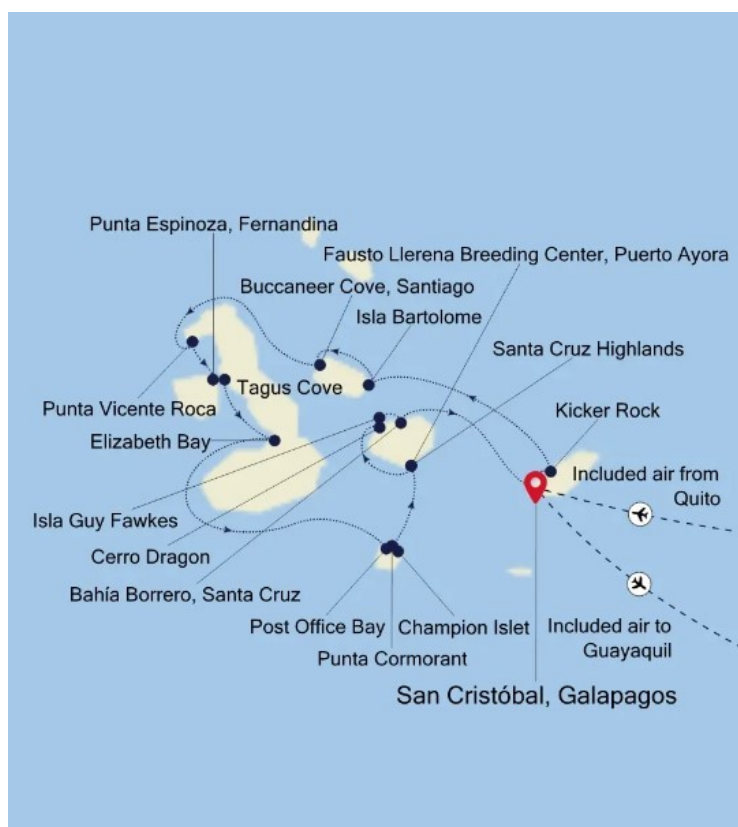 Punta Espinoza, Fernandina
Fausto Llerena Breeding Center, Puerto Ayora
Buccaneer Cove, Santiago
Isla Bartolome
Santa Cruz Highlands
Tagus Cove
Punta Vicente Roca
Kicker Rock
Elizabeth Bay
Included air from
Quito
Isla Guy Fawkes
Cerro Dragon
Bahía Borrero, Santa Cruz
Post Office Bay
Champion Islet
Included air to
Guayaquil
Punta Cormorant
San Cristóbal, Galapagos